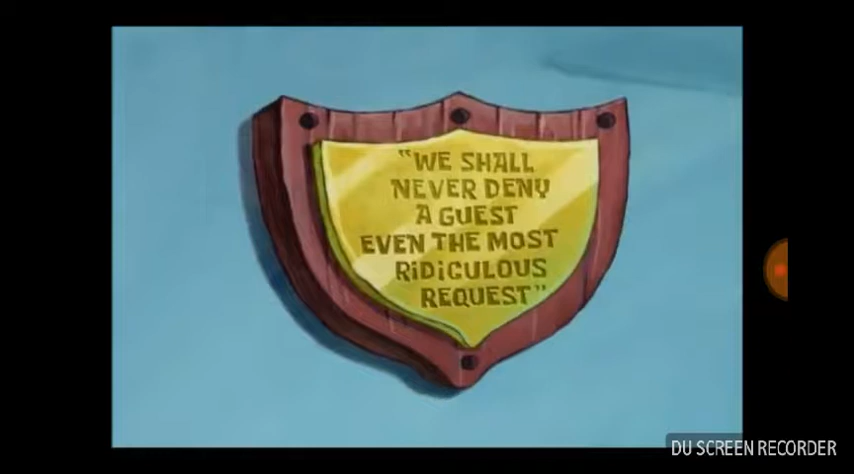 "WE SHALL
NEVER DENY
A GUEST
EVEN THE MOST
RiDiCULOUS
REQUEST"
DU SCREEN RECORDER